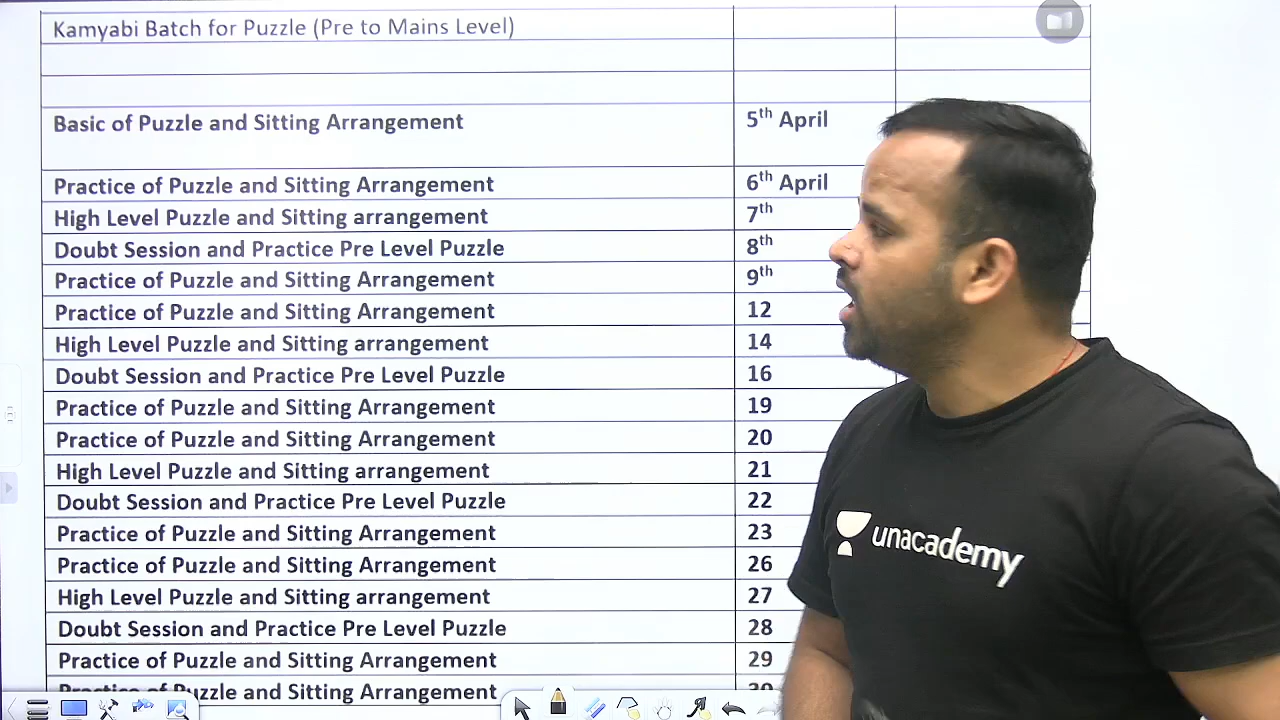 Kamyabi Batch for Puzzle (Pre to Mains Level)
Basic of Puzzle and Sitting Arrangement 5th April
Practice of Puzzle and Sitting Arrangement 6th April
High Level Puzzle and Sitting arrangement 7th
Doubt Session and Practice Pre Level Puzzle 8th
Practice of Puzzle and Sitting Arrangement 9th
Practice of Puzzle and Sitting Arrangement 12
High Level Puzzle and Sitting arrangement 14
Doubt Session and Practice Pre Level Puzzle 16
Practice of Puzzle and Sitting Arrangement 19
Practice of Puzzle and Sitting Arrangement 20
High Level Puzzle and Sitting arrangement 21
Doubt Session and Practice Pre Level Puzzle 22
Practice of Puzzle and Sitting Arrangement 23
Practice of Puzzle and Sitting Arrangement 26
High Level Puzzle and Sitting arrangement 27
Doubt Session and Practice Pre Level Puzzle 28
Practice of Puzzle and Sitting Arrangement 29
Practice of Puzzle and Sitting Arrangement 30
unacademy